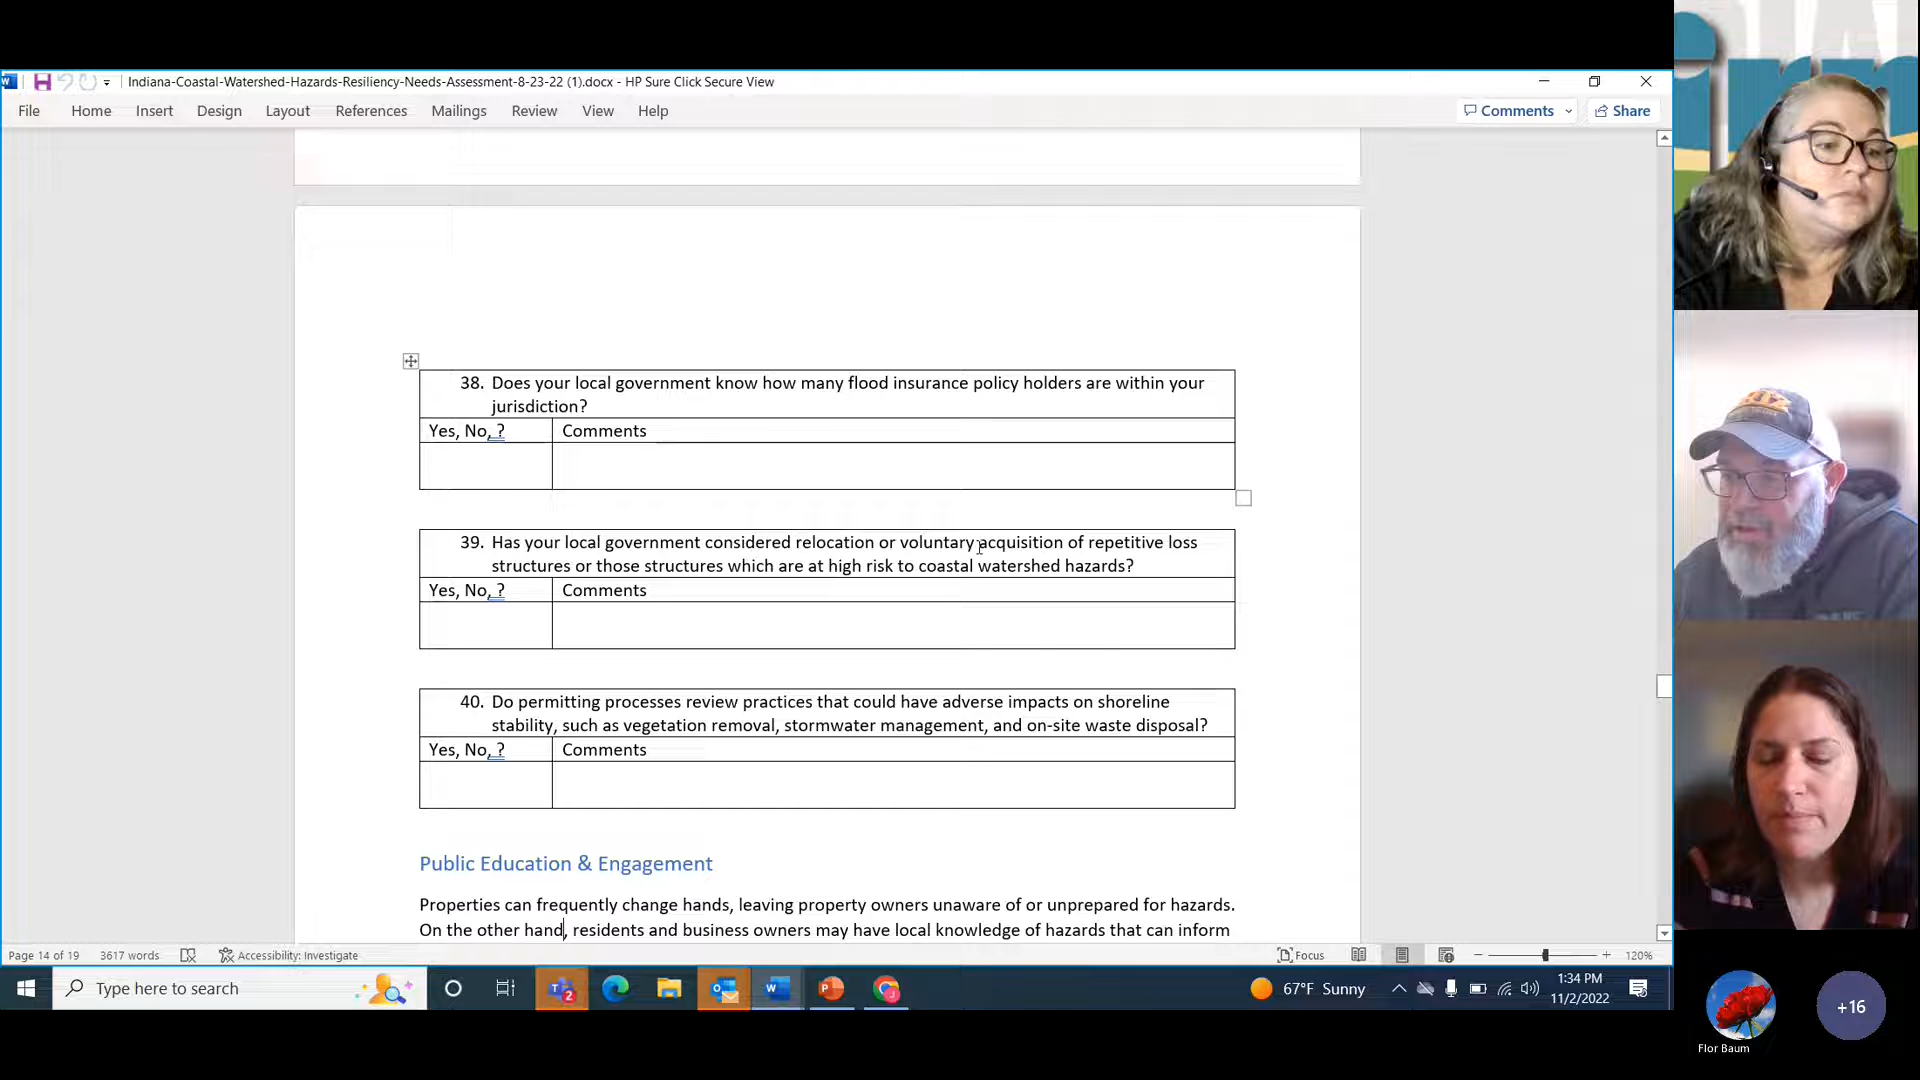 Indiana-Coastal-Watershed-Hazards-Resiliency-Needs-Assessment-8-23-22 (1).docx - HP Sure Click Secure View
File Home Insert Design Layout References Mailings Review View Help Comments Share
38. Does your local government know how many flood insurance policy holders are within your
jurisdiction?
Yes, No, ? Comments
39. Has your local government considered relocation or voluntary acquisition of repetitive loss
structures or those structures which are at high risk to coastal watershed hazards?
Yes, No, ? Comments
40. Do permitting processes review practices that could have adverse impacts on shoreline
stability, such as vegetation removal, stormwater management, and on-site waste disposal?
Yes, No, ? Comments
Public Education & Engagement
Properties can frequently change hands, leaving property owners unaware of or unprepared for hazards.
On the other hand, residents and business owners may have local knowledge of hazards that can inform
Page 14 of 19 3617 words Accessibility: Investigate Focus 120%
Type here to search 2 67°F Sunny 1:34 PM
11/2/2022
+16
Flor Baum